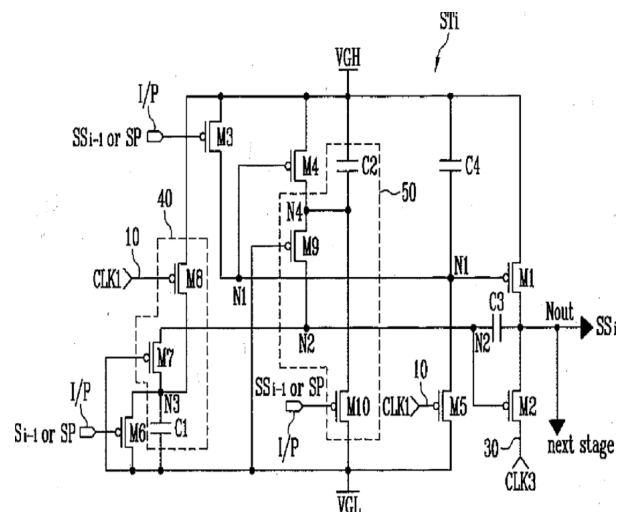 STi
VGH
I/P
SSi-1 or SP
M3
M4
C2
C4
50
40
N4
10
CLK1
M8
M9
N1
N1
M1
C3
Nout
SSi
M7
N2
N2
SSi-1 or SP
10
I/P
N3
M10
CLK1
M5
M2
Si-1 or SP
M6
C1
I/P
30
next stage
VGL
CLK3